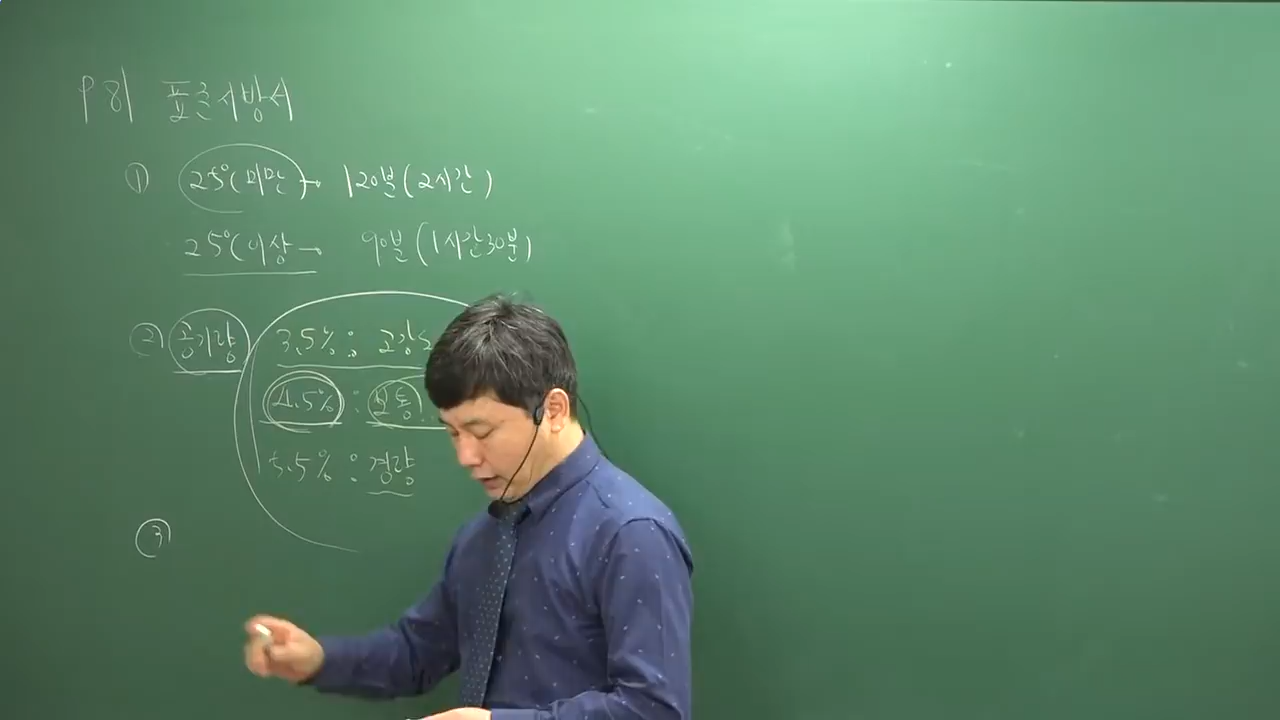 P81 표준시방서
① 25℃ 미만 → 120분 (2시간)
25℃ 이상 → 90분 (1시간30분)
② 공기량 3.5% : 고강도
4.5% : 보통
5.5% : 경량
③